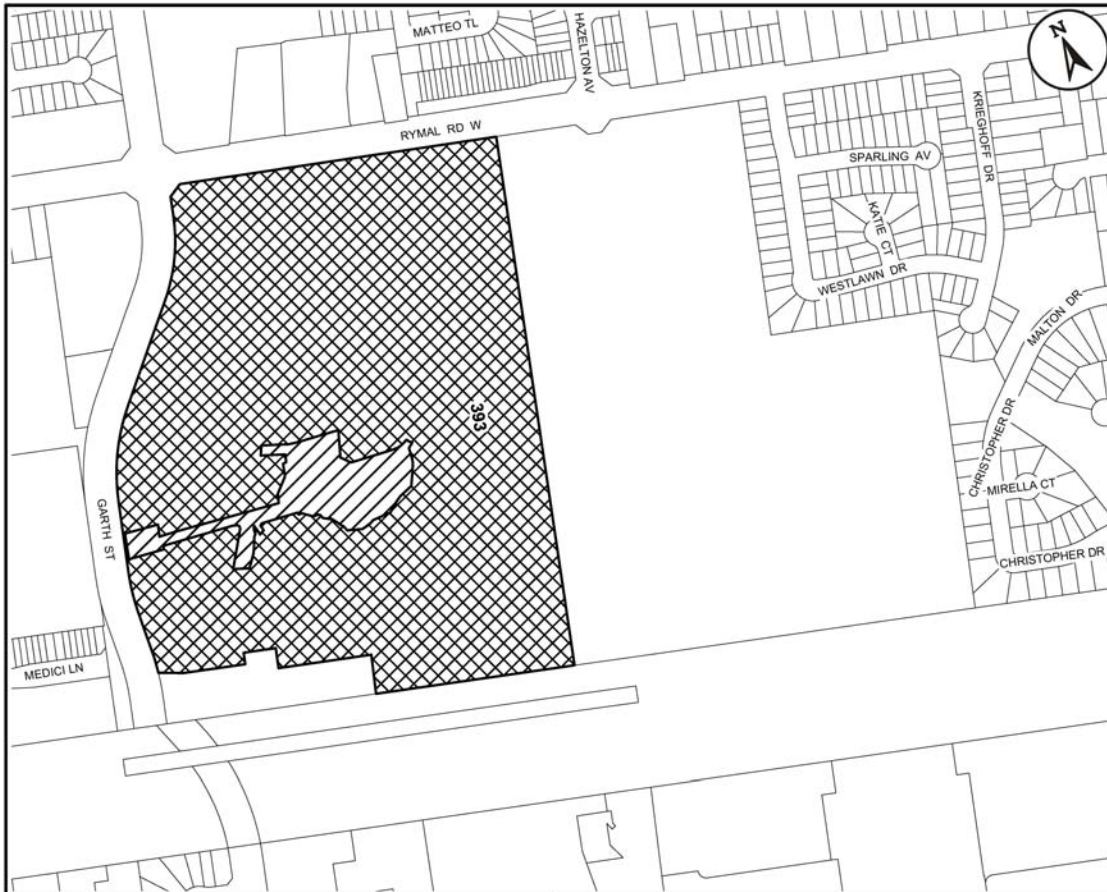 MATTEO TL
HAZELTON AV
N
RYMAL RD W
KRIEGHOFF DR
SPARLING AV
KATIE CT
WESTLAWN DR
MALTON DR
393
CHRISTOPHER DR
MIRELLA CT
GARTH ST
CHRISTOPHER DR
MEDICI LN